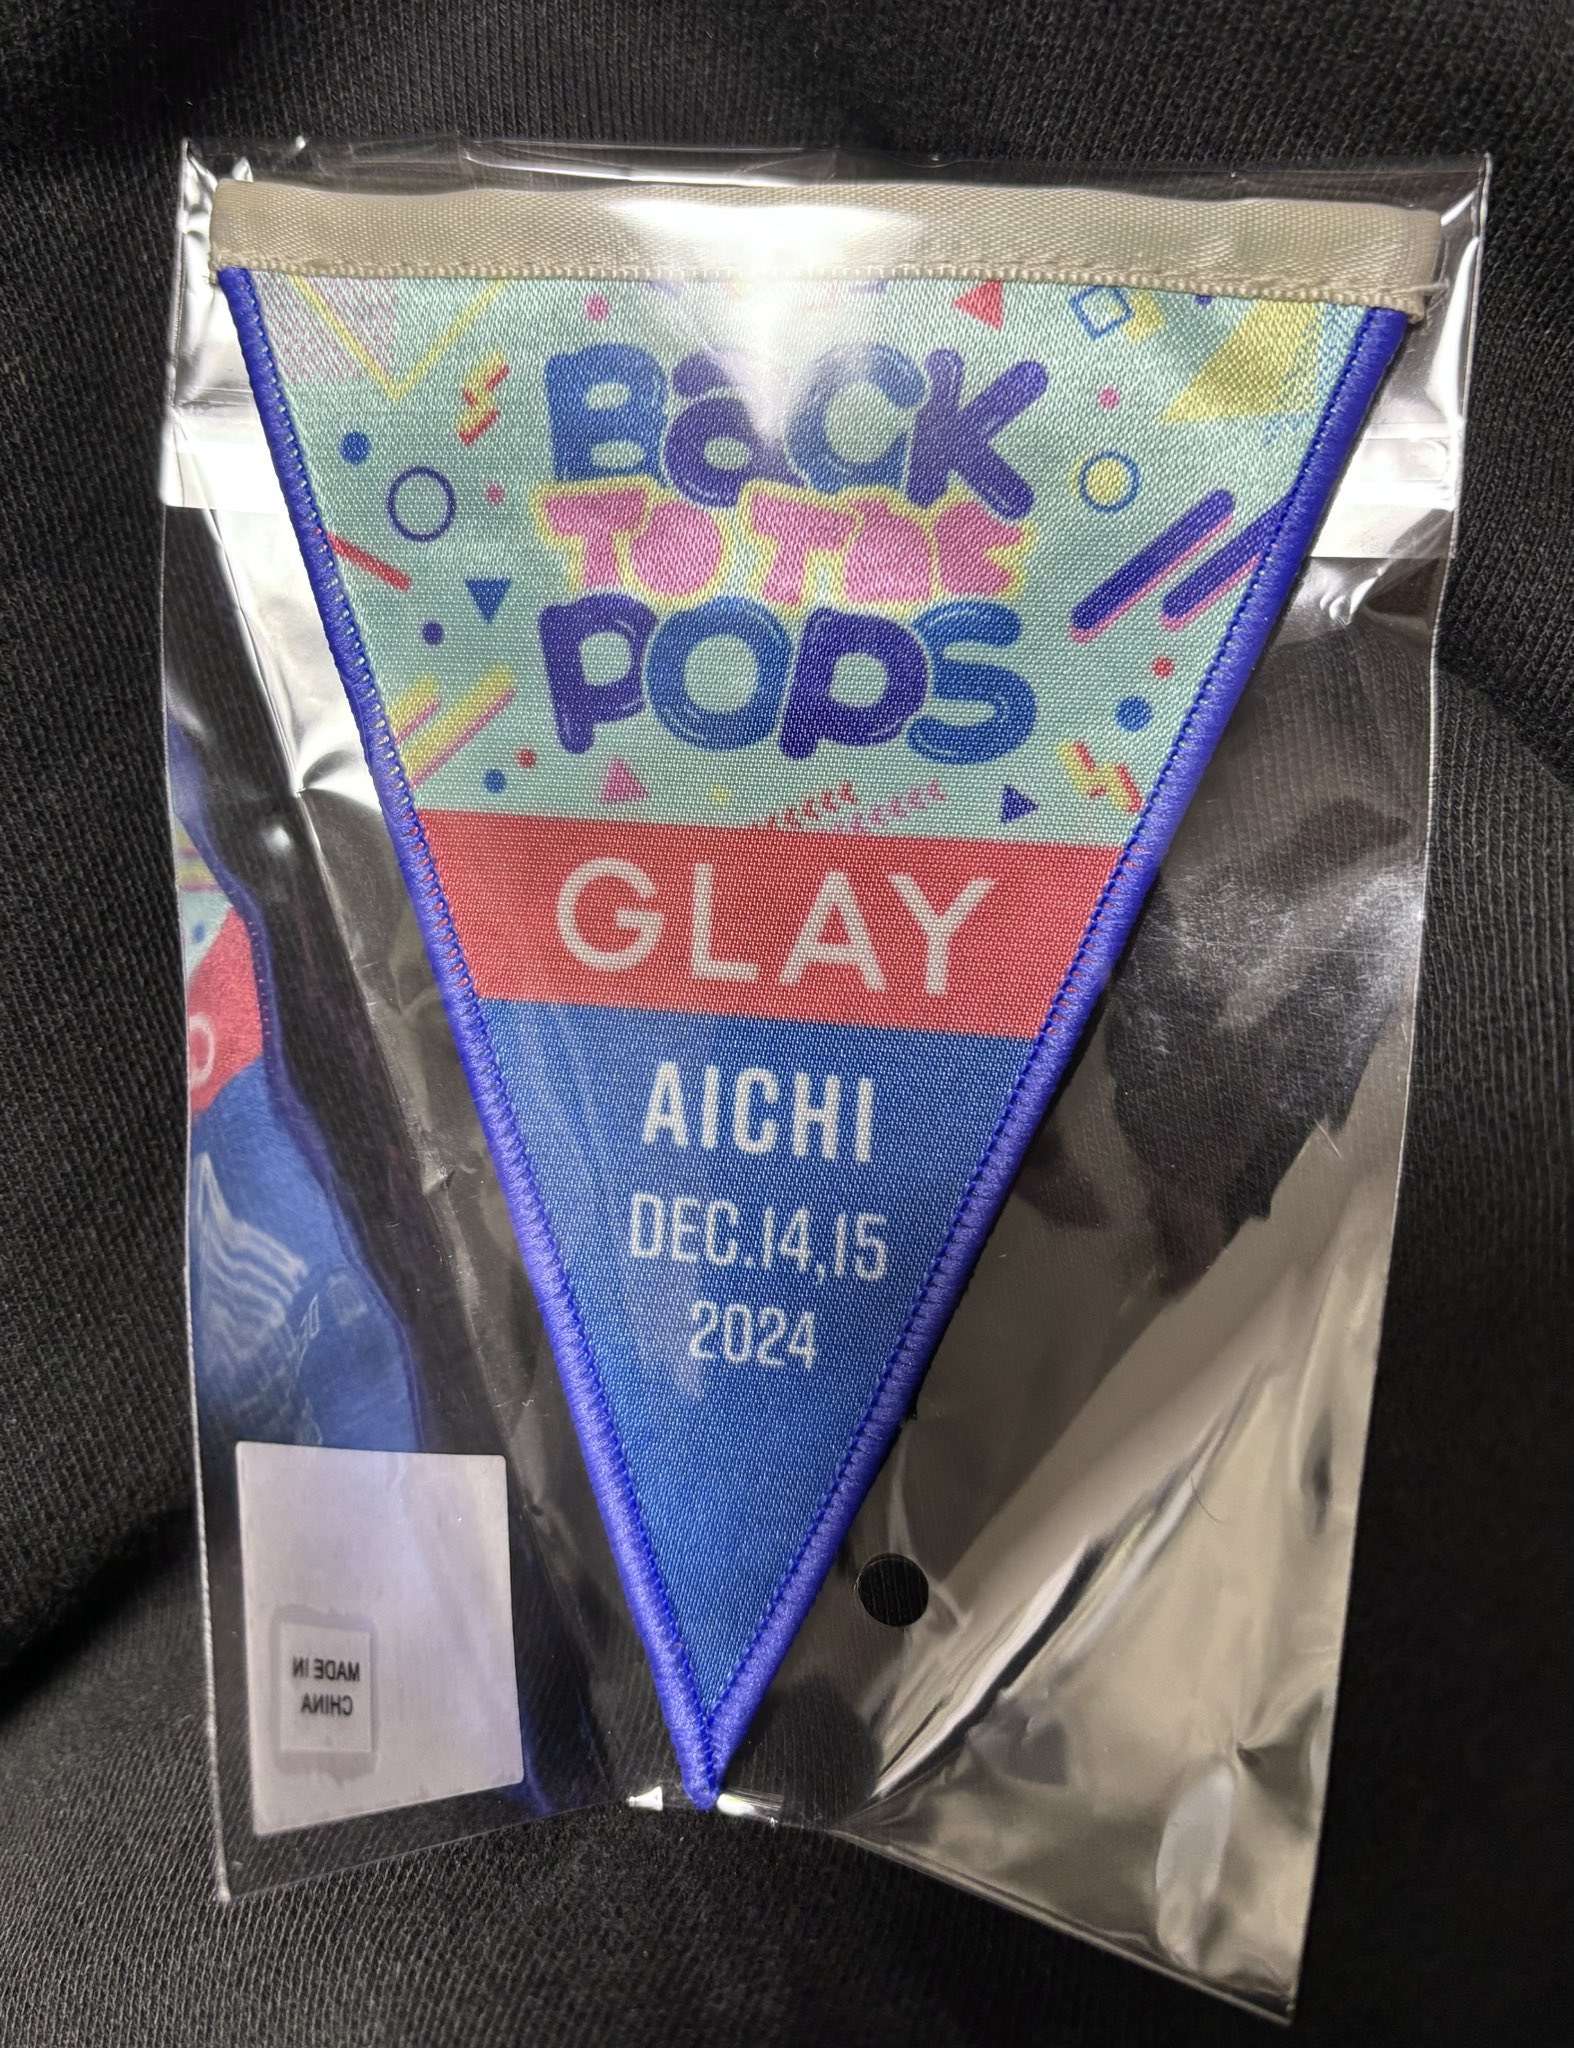 BaCK
TO THE
POPS
GLAY
AICHI
DEC.14,15
2024
MADE IN
CHINA